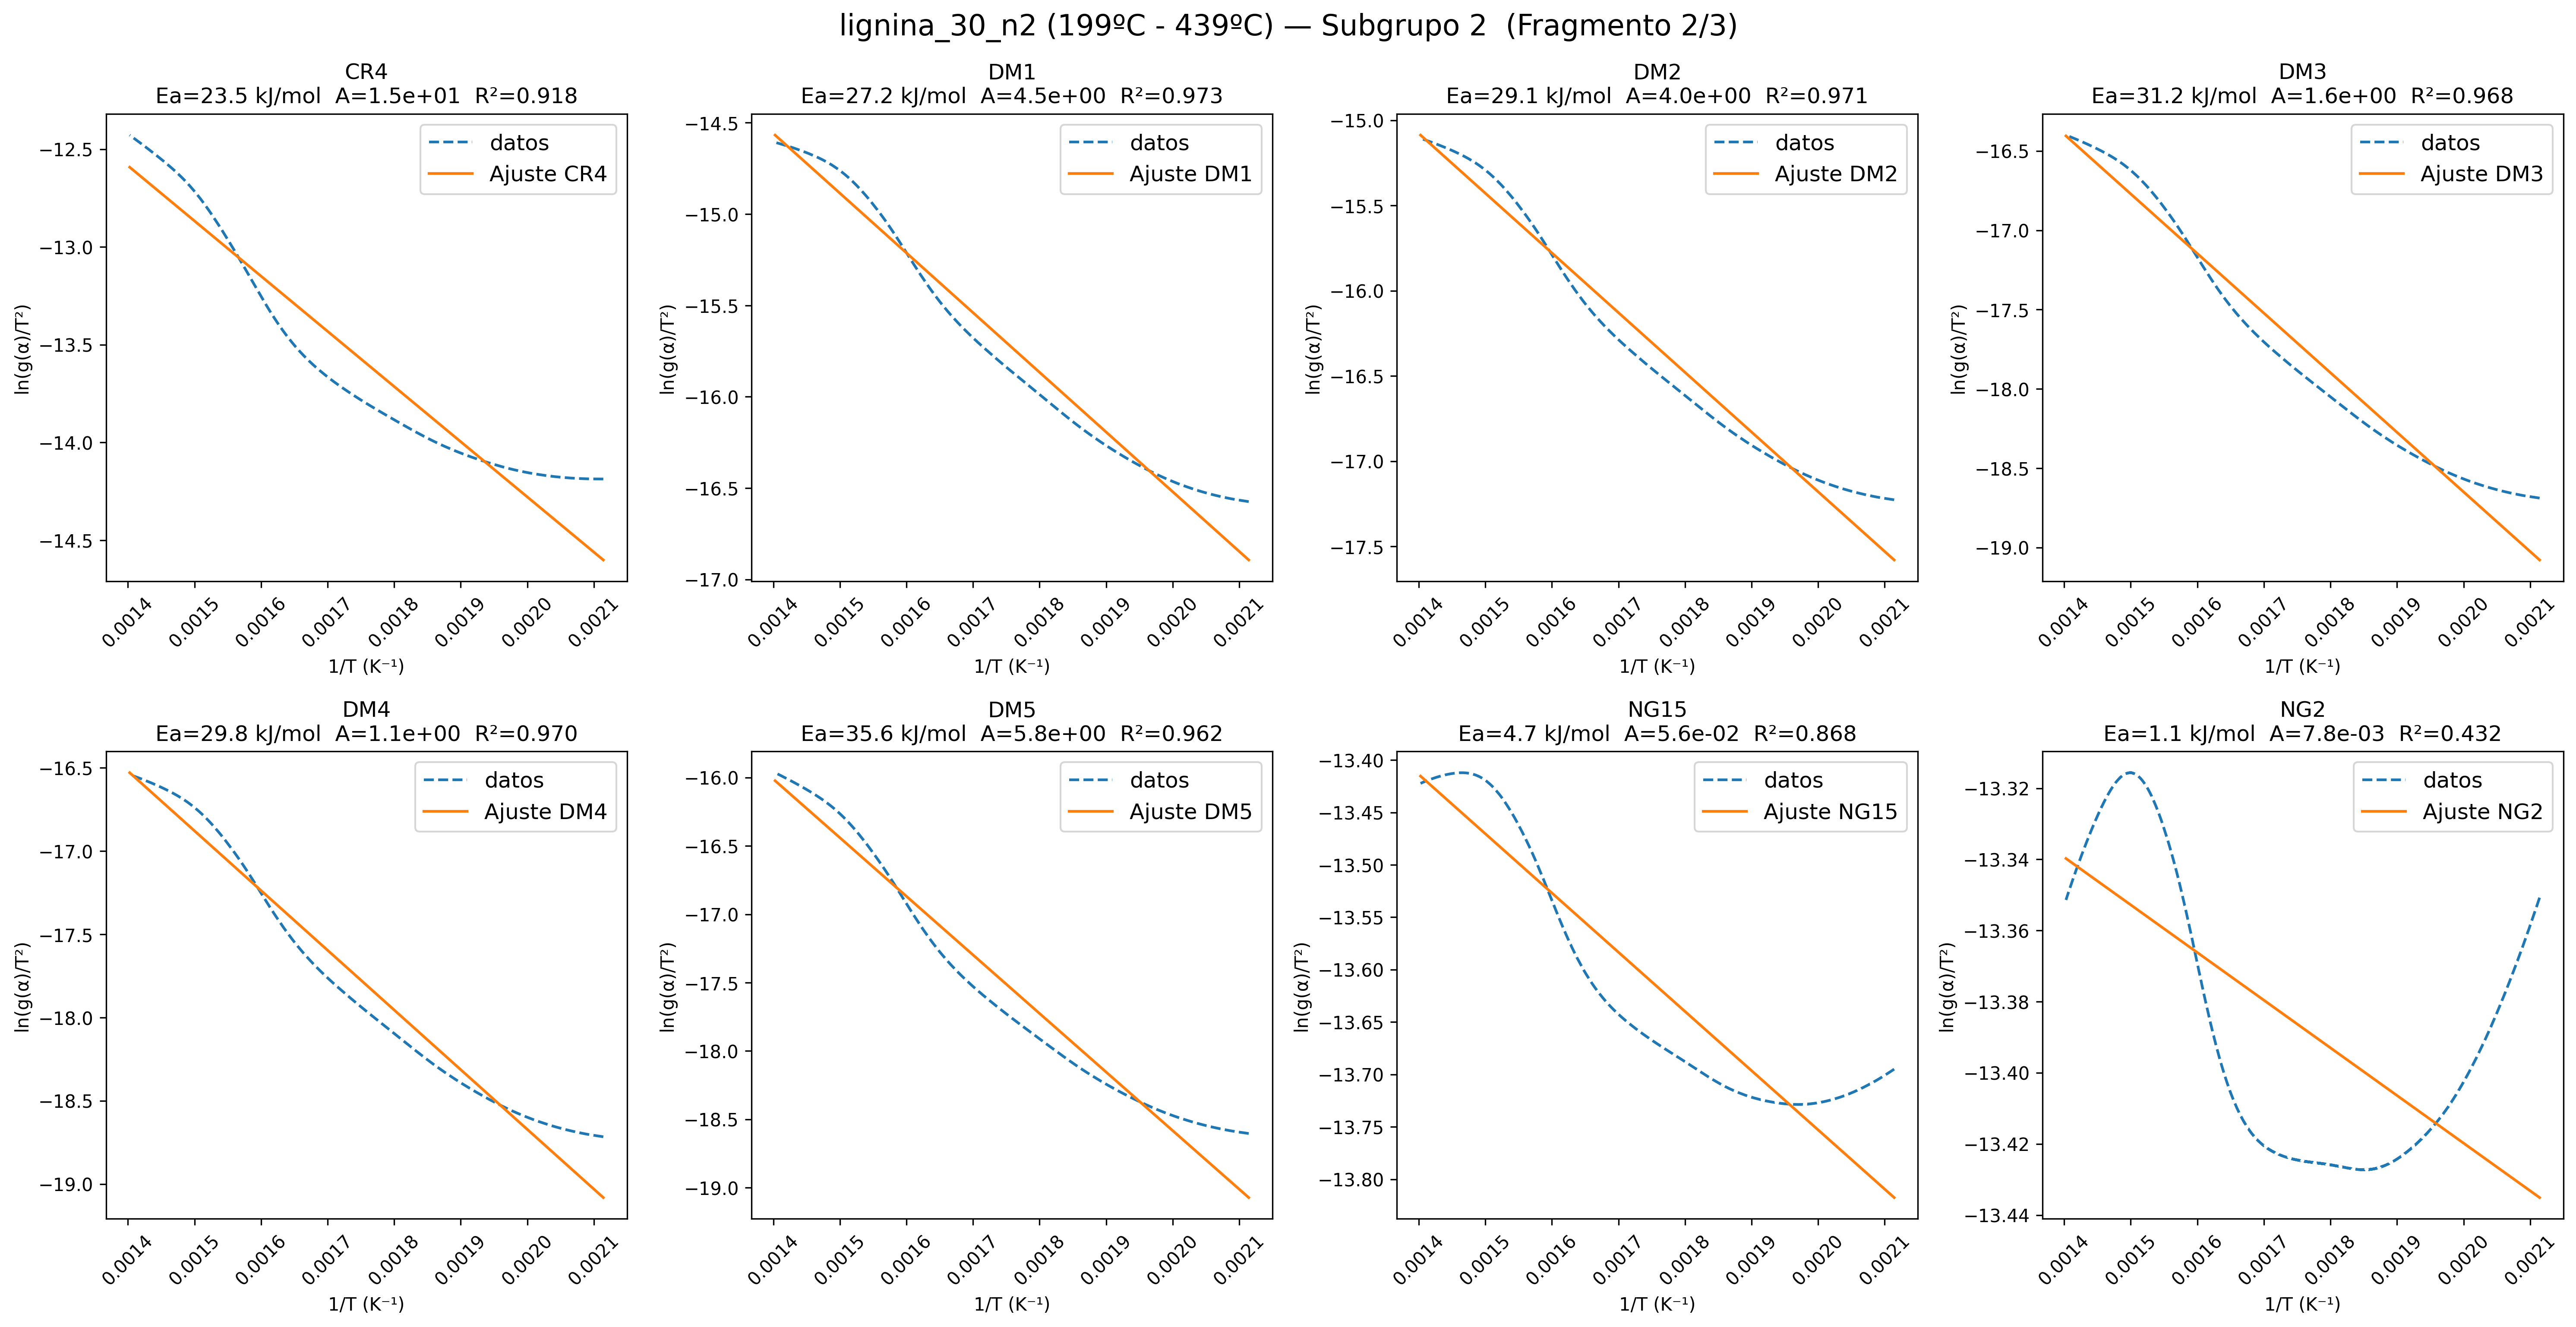 lignina_30_n2 (199ºC - 439ºC) — Subgrupo 2  (Fragmento 2/3)
CR4
Ea=23.5 kJ/mol  A=1.5e+01  R²=0.918
datos
Ajuste CR4
ln(g(α)/T²)
−12.5
−13.0
−13.5
−14.0
−14.5
0.0014
0.0015
0.0016
0.0017
0.0018
0.0019
0.0020
0.0021
1/T (K⁻¹)
DM1
Ea=27.2 kJ/mol  A=4.5e+00  R²=0.973
datos
Ajuste DM1
ln(g(α)/T²)
−14.5
−15.0
−15.5
−16.0
−16.5
−17.0
0.0014
0.0015
0.0016
0.0017
0.0018
0.0019
0.0020
0.0021
1/T (K⁻¹)
DM2
Ea=29.1 kJ/mol  A=4.0e+00  R²=0.971
datos
Ajuste DM2
ln(g(α)/T²)
−15.0
−15.5
−16.0
−16.5
−17.0
−17.5
0.0014
0.0015
0.0016
0.0017
0.0018
0.0019
0.0020
0.0021
1/T (K⁻¹)
DM3
Ea=31.2 kJ/mol  A=1.6e+00  R²=0.968
datos
Ajuste DM3
ln(g(α)/T²)
−16.5
−17.0
−17.5
−18.0
−18.5
−19.0
0.0014
0.0015
0.0016
0.0017
0.0018
0.0019
0.0020
0.0021
1/T (K⁻¹)
DM4
Ea=29.8 kJ/mol  A=1.1e+00  R²=0.970
datos
Ajuste DM4
ln(g(α)/T²)
−16.5
−17.0
−17.5
−18.0
−18.5
−19.0
0.0014
0.0015
0.0016
0.0017
0.0018
0.0019
0.0020
0.0021
1/T (K⁻¹)
DM5
Ea=35.6 kJ/mol  A=5.8e+00  R²=0.962
datos
Ajuste DM5
ln(g(α)/T²)
−16.0
−16.5
−17.0
−17.5
−18.0
−18.5
−19.0
0.0014
0.0015
0.0016
0.0017
0.0018
0.0019
0.0020
0.0021
1/T (K⁻¹)
NG15
Ea=4.7 kJ/mol  A=5.6e-02  R²=0.868
datos
Ajuste NG15
ln(g(α)/T²)
−13.40
−13.45
−13.50
−13.55
−13.60
−13.65
−13.70
−13.75
−13.80
0.0014
0.0015
0.0016
0.0017
0.0018
0.0019
0.0020
0.0021
1/T (K⁻¹)
NG2
Ea=1.1 kJ/mol  A=7.8e-03  R²=0.432
datos
Ajuste NG2
ln(g(α)/T²)
−13.32
−13.34
−13.36
−13.38
−13.40
−13.42
−13.44
0.0014
0.0015
0.0016
0.0017
0.0018
0.0019
0.0020
0.0021
1/T (K⁻¹)